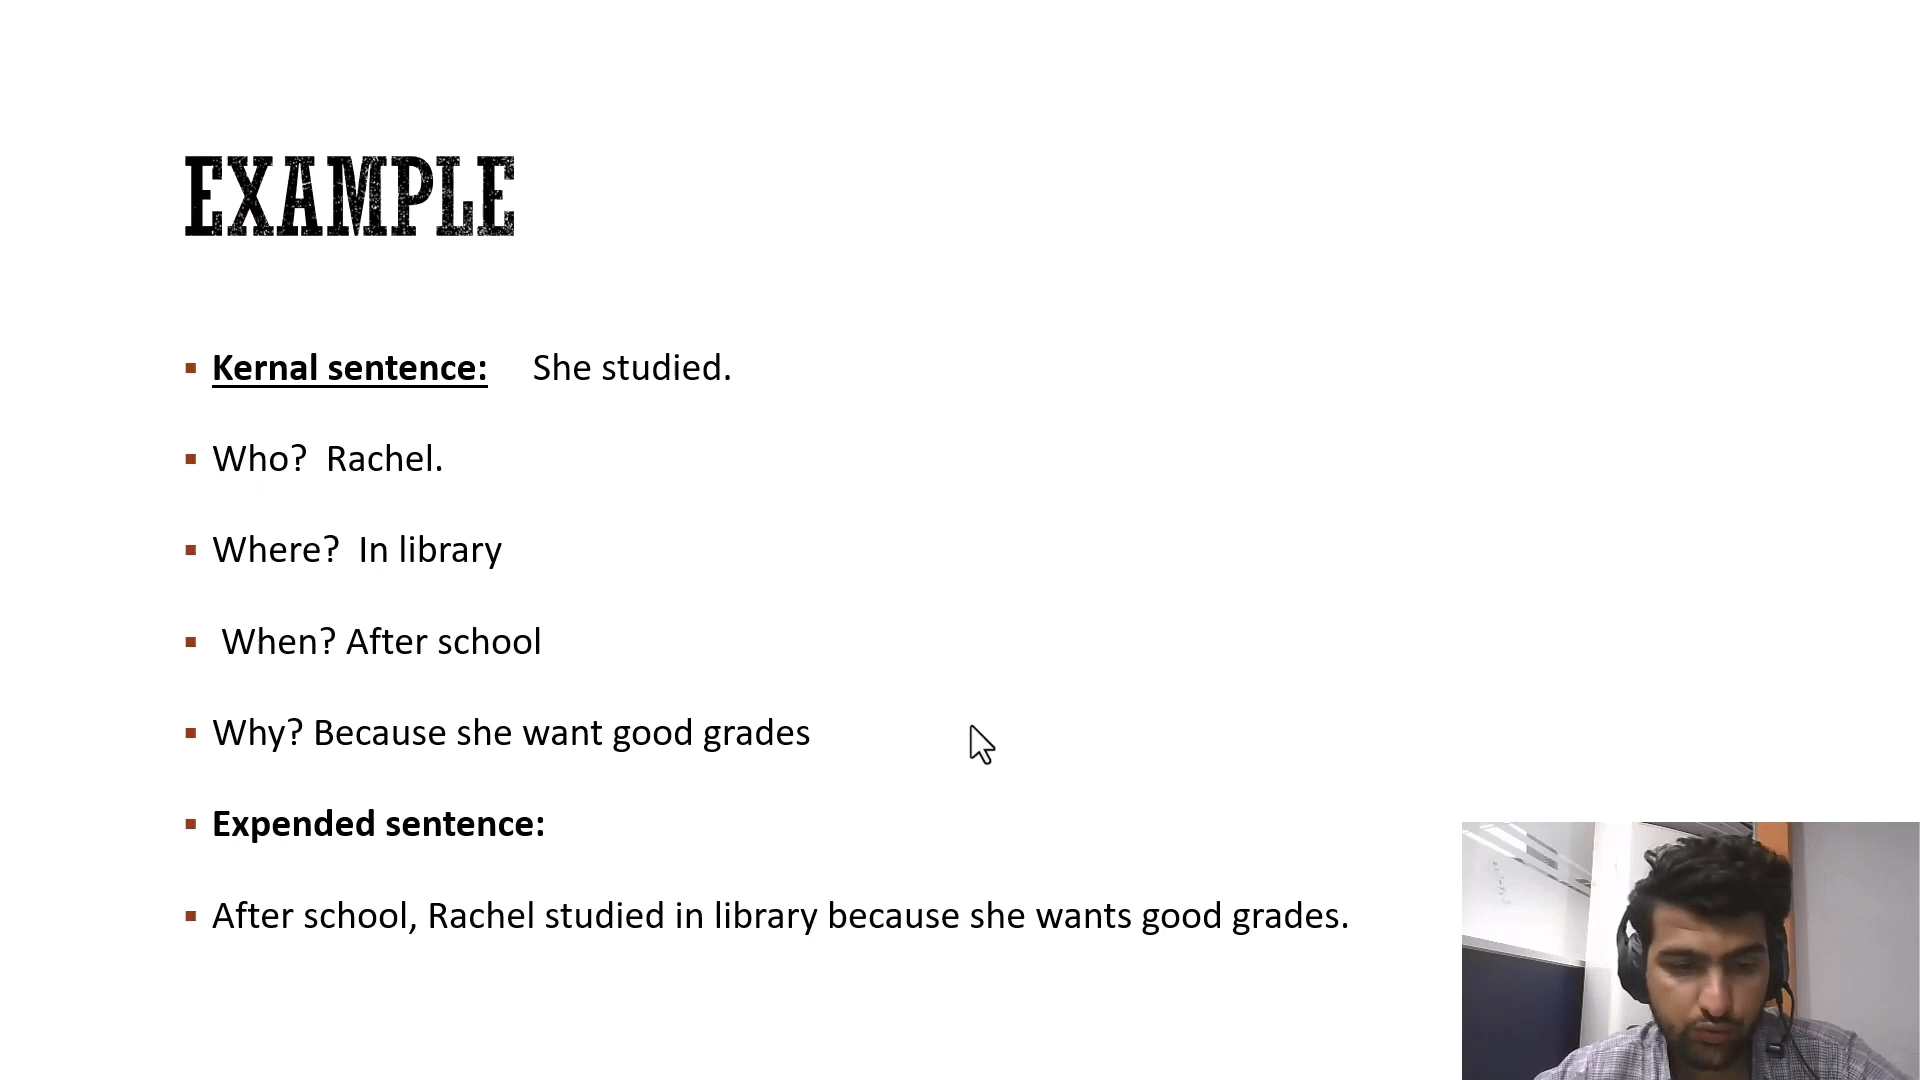 EXAMPLE
Kernal sentence: She studied.
Who? Rachel.
Where? In library
When? After school
Why? Because she want good grades
Expended sentence:
After school, Rachel studied in library because she wants good grades.